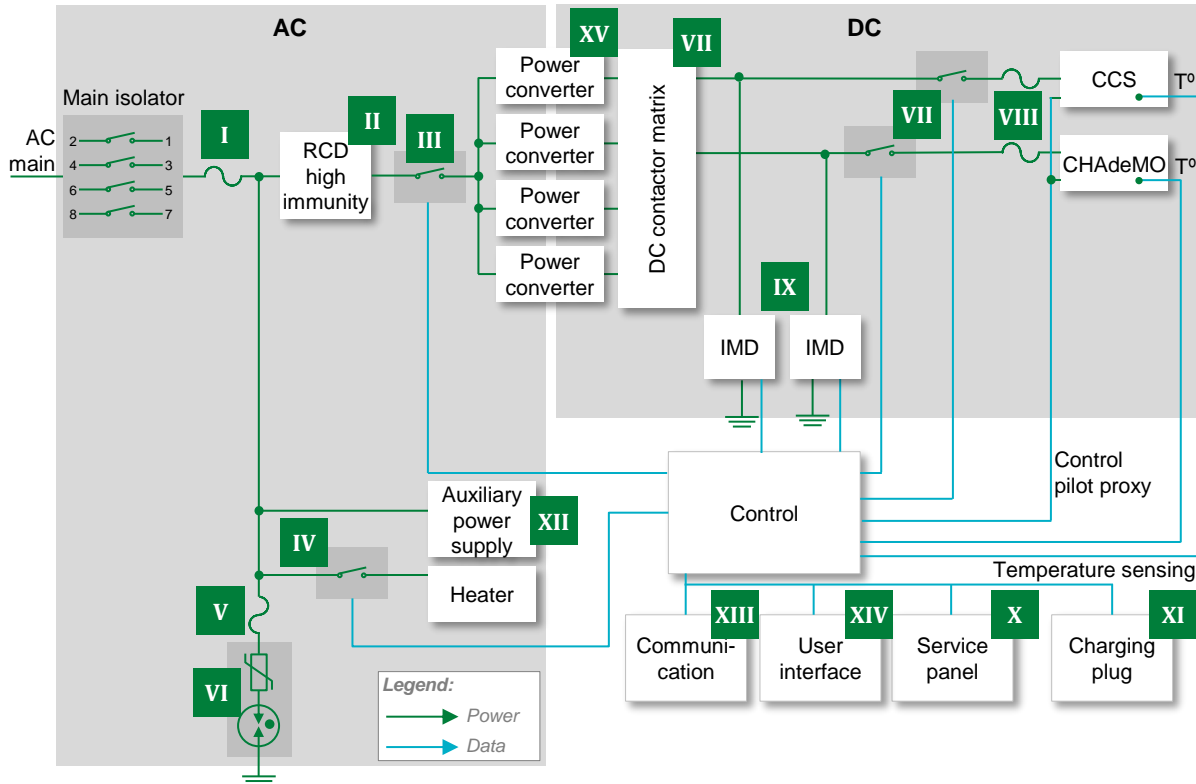 AC
DC
XV
VII
Power
converter
Power
converter
Power
converter
Power
converter
DC contactor matrix
Main isolator
I
II
III
AC
main
2
1
4
3
6
5
8
7
RCD
high
immunity
VII
VIII
CCS
Tº
CHAdeMO
Tº
IX
IMD
IMD
Control
Control
pilot proxy
Temperature sensing
Auxiliary
power
supply
XII
IV
Heater
V
VI
Legend:
Power
Data
XIII
Communi-
cation
XIV
User
interface
X
Service
panel
XI
Charging
plug